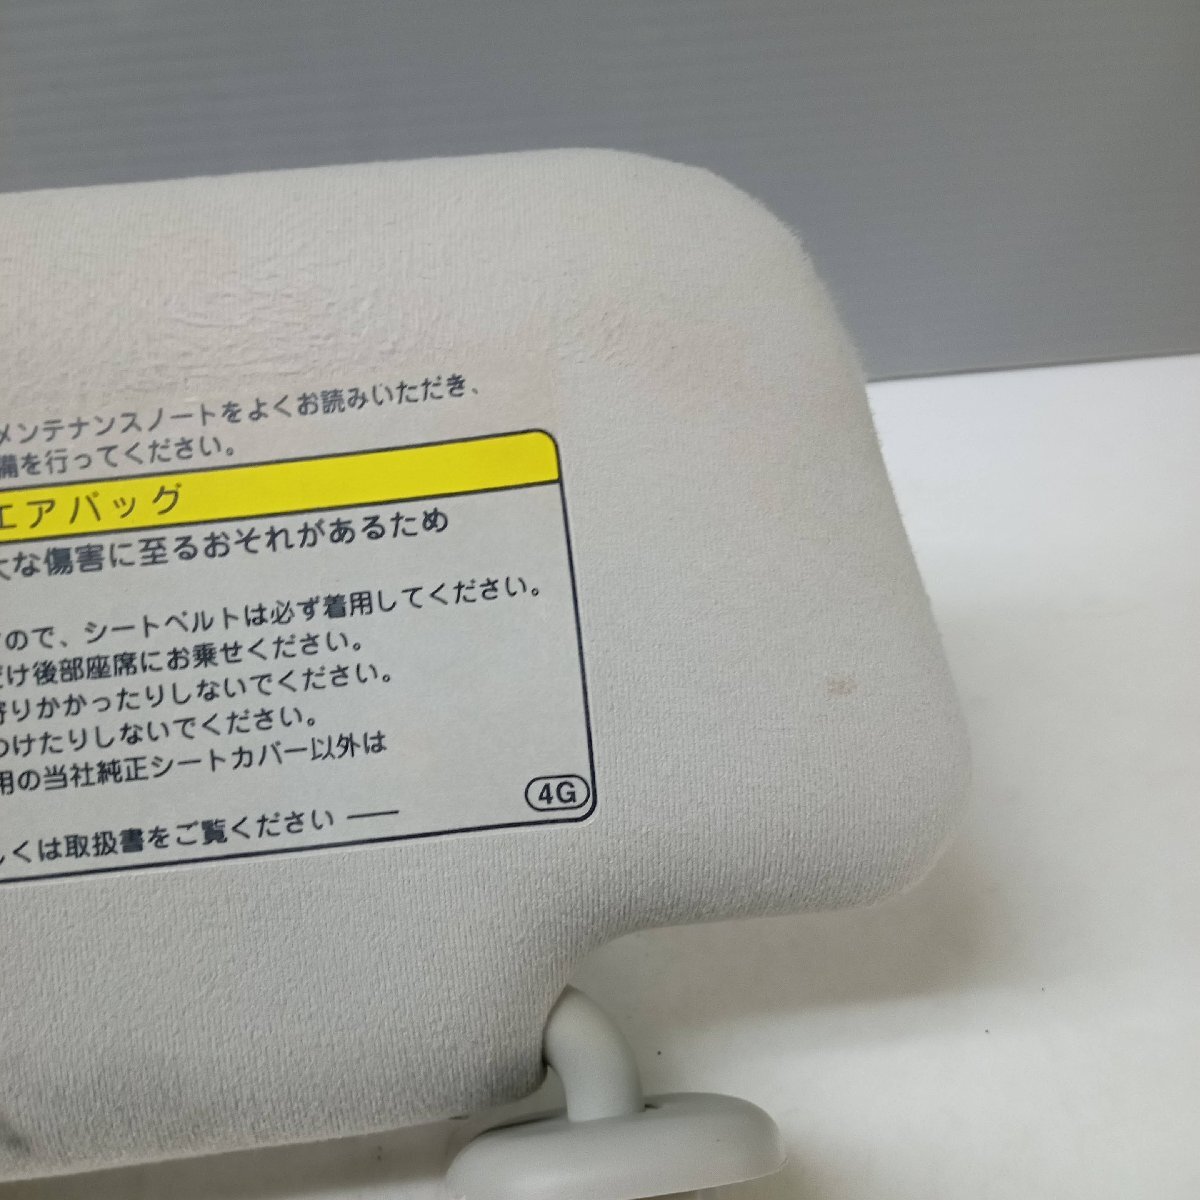 メンテナンスノートをよくお読みいただき、
備を行ってください。
エアバッグ
大な傷害に至るおそれがあるため
ので、シートベルトは必ず着用してください。
だけ後部座席にお乗せください。
寄りかかったりしないでください。
つけたりしないでください。
用の当社純正シートカバー以外は
しくは取扱書をご覧ください
4G